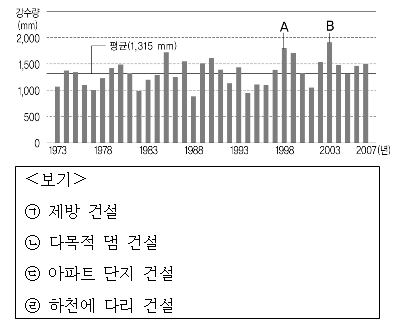 강수량
(mm)
A B
평균(1,315 mm)
2,000
1,500
1,000
500
0
1973 1978 1983 1988 1993 1998 2003 2007(년)
<보기>
㉠ 제방 건설
㉡ 다목적 댐 건설
㉢ 아파트 단지 건설
㉣ 하천에 다리 건설